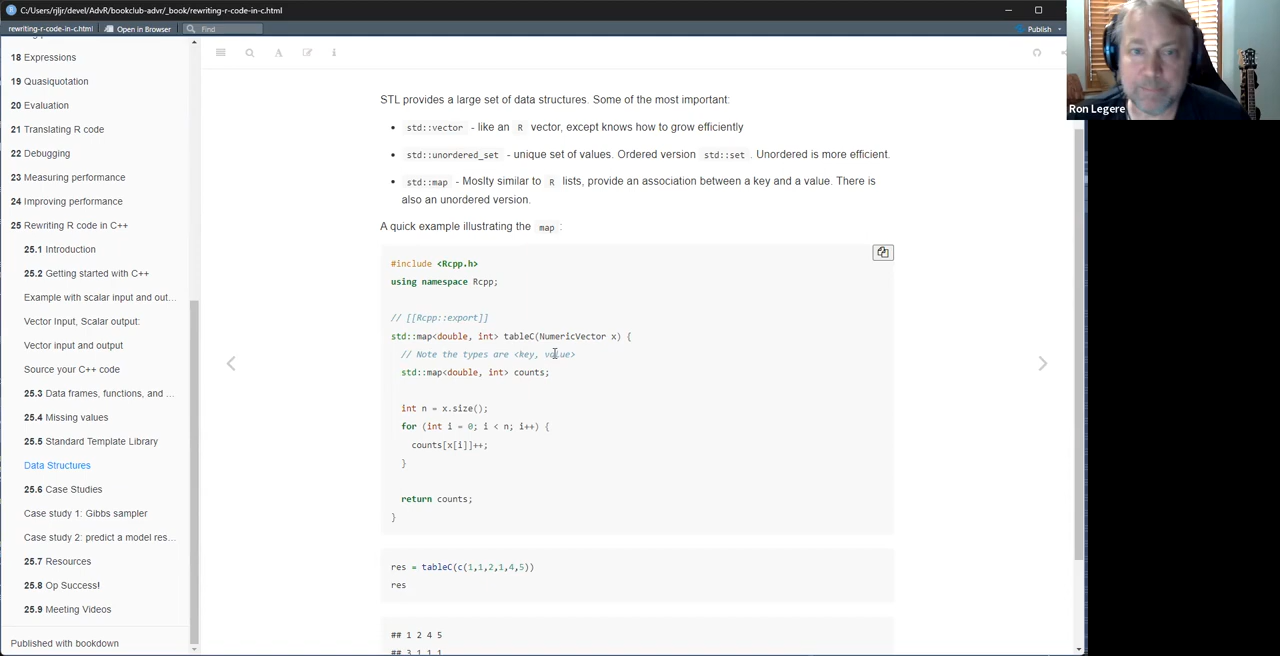 C:/Users/rjljr/devel/AdvR/bookclub-advr/_book/rewriting-r-code-in-c.html
rewriting-r-code-in-c.html
Open in Browser
Find
Publish
18 Expressions
19 Quasiquotation
20 Evaluation
21 Translating R code
22 Debugging
23 Measuring performance
24 Improving performance
25 Rewriting R code in C++
25.1 Introduction
25.2 Getting started with C++
Example with scalar input and out…
Vector Input, Scalar output:
Vector input and output
Source your C++ code
25.3 Data frames, functions, and …
25.4 Missing values
25.5 Standard Template Library
Data Structures
25.6 Case Studies
Case study 1: Gibbs sampler
Case study 2: predict a model res…
25.7 Resources
25.8 Op Success!
25.9 Meeting Videos
Published with bookdown
STL provides a large set of data structures. Some of the most important:
• std::vector - like an R vector, except knows how to grow efficiently
• std::unordered_set - unique set of values. Ordered version std::set . Unordered is more efficient.
• std::map - Moslty similar to R lists, provide an association between a key and a value. There is
also an unordered version.
A quick example illustrating the map :
#include <Rcpp.h>
using namespace Rcpp;
// [[Rcpp::export]]
std::map<double, int> tableC(NumericVector x) {
// Note the types are <key, value>
std::map<double, int> counts;
int n = x.size();
for (int i = 0; i < n; i++) {
counts[x[i]]++;
}
return counts;
}
res = tableC(c(1,1,2,1,4,5))
res
## 1 2 4 5
## 3 1 1 1
Ron Legere